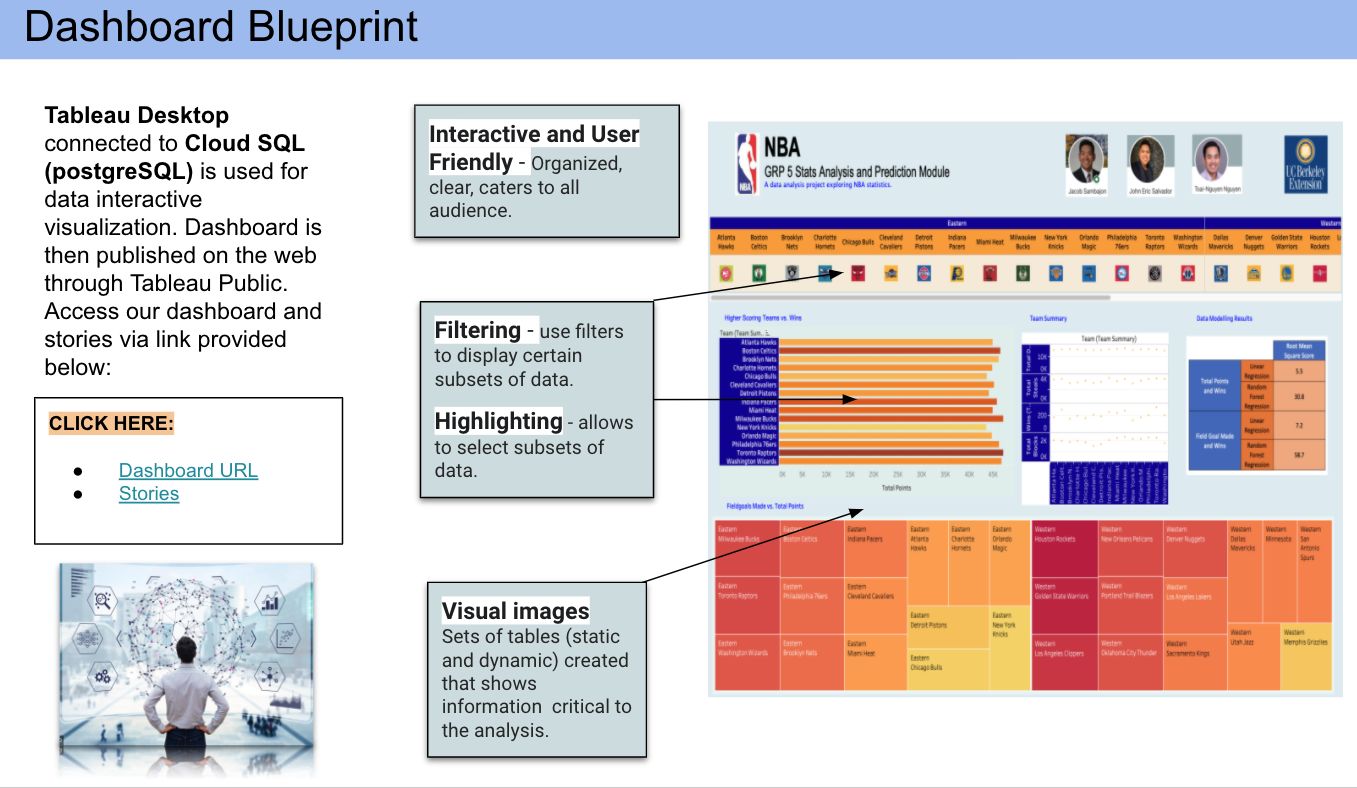 Dashboard Blueprint
Tableau Desktop
connected to Cloud SQL
(postgreSQL) is used for
data interactive
visualization. Dashboard is
then published on the web
through Tableau Public.
Access our dashboard and
stories via link provided
below:
CLICK HERE:
● Dashboard URL
● Stories
Interactive and User
Friendly - Organized,
clear, caters to all
audience.
Filtering - use filters
to display certain
subsets of data.
Highlighting - allows
to select subsets of
data.
Visual images
Sets of tables (static
and dynamic) created
that shows
information critical to
the analysis.
NBA
NBA
GRP 5 Stats Analysis and Prediction Module
A data analysis project exploring NBA statistics.
Jacob Sambajon
John Eric Salvador
Toai-Nguyen Nguyen
UC Berkeley
Extension
Eastern
Western
Atlanta Hawks
Boston Celtics
Brooklyn Nets
Charlotte Hornets
Chicago Bulls
Cleveland Cavaliers
Detroit Pistons
Indiana Pacers
Miami Heat
Milwaukee Bucks
New York Knicks
Orlando Magic
Philadelphia 76ers
Toronto Raptors
Washington Wizards
Dallas Mavericks
Denver Nuggets
Golden State Warriors
Houston Rockets
Higher Scoring Teams vs. Wins
Team (Team Sum..
Atlanta Hawks
Boston Celtics
Brooklyn Nets
Charlotte Hornets
Chicago Bulls
Cleveland Cavaliers
Detroit Pistons
Indiana Pacers
Miami Heat
Milwaukee Bucks
New York Knicks
Orlando Magic
Philadelphia 76ers
Toronto Raptors
Washington Wizards
0K 5K 10K 15K 20K 25K 30K 35K 40K 45K
Total Points
Team Summary
Team (Team Summary)
10K
0K
Total Steals
4K
0K
200
0
Total Blocks
2K
0K
Data Modelling Results
Root Mean
Square Score
Total Points
and Wins
Linear Regression 5.5
Random Forest Regression 30.8
Field Goal Made
and Wins
Linear Regression 7.2
Random Forest Regression 58.7
Fieldgoals Made vs. Total Points
Eastern
Milwaukee Bucks
Eastern
Boston Celtics
Eastern
Indiana Pacers
Eastern
Atlanta Hawks
Eastern
Charlotte Hornets
Eastern
Orlando Magic
Western
Houston Rockets
Western
New Orleans Pelicans
Western
Denver Nuggets
Western
Dallas Mavericks
Western
Minnesota
Western
San Antonio Spurs
Eastern
Toronto Raptors
Eastern
Philadelphia 76ers
Eastern
Cleveland Cavaliers
Eastern
Detroit Pistons
Eastern
New York Knicks
Western
Golden State Warriors
Western
Portland Trail Blazers
Western
Los Angeles Lakers
Eastern
Washington Wizards
Eastern
Brooklyn Nets
Eastern
Miami Heat
Eastern
Chicago Bulls
Western
Los Angeles Clippers
Western
Oklahoma City Thunder
Western
Sacramento Kings
Western
Utah Jazz
Western
Memphis Grizzlies